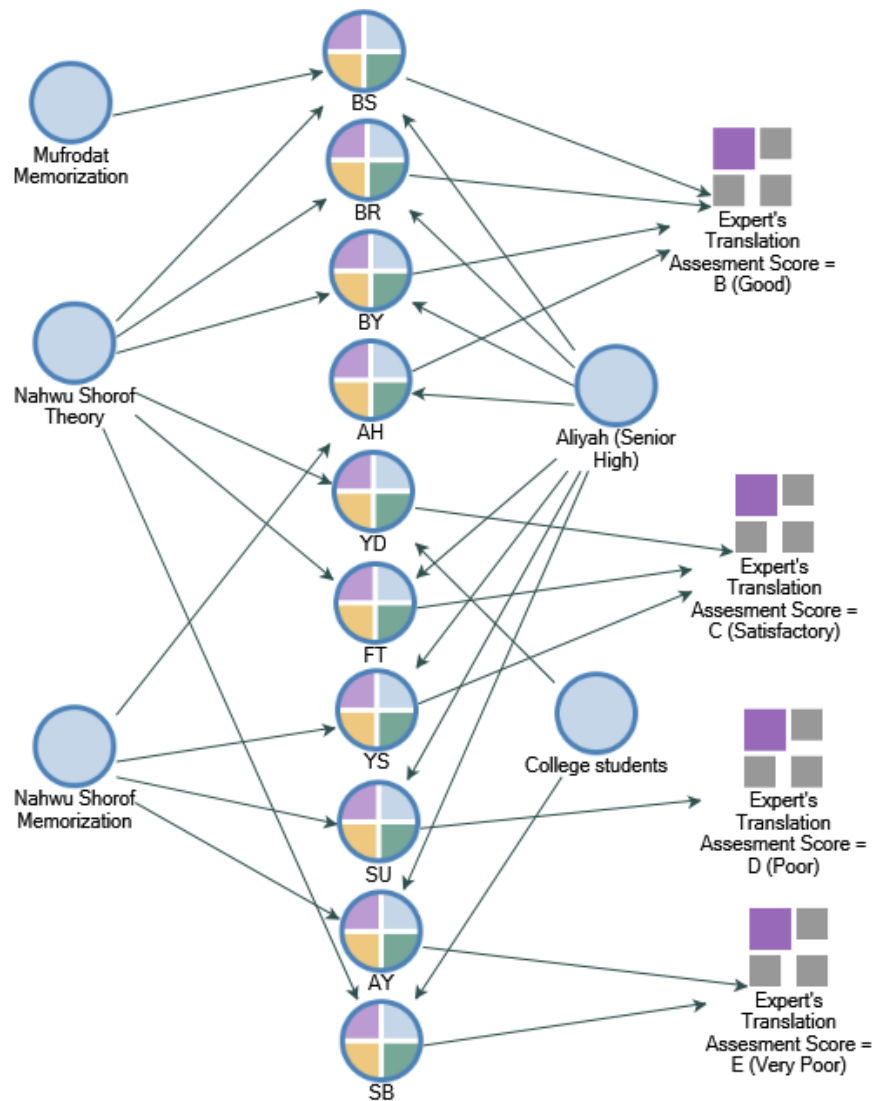 BS
Mufrodat
Memorization
BR
Expert's
Translation
Assesment Score =
B (Good)
BY
Nahwu Shorof
Theory
AH
Aliyah (Senior
High)
YD
Expert's
Translation
Assesment Score =
C (Satisfactory)
FT
YS
College students
Nahwu Shorof
Memorization
Expert's
Translation
Assesment Score =
D (Poor)
SU
AY
Expert's
Translation
Assesment Score =
E (Very Poor)
SB